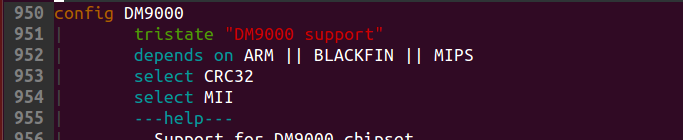 950 config DM9000
951 tristate "DM9000 support"
952 depends on ARM || BLACKFIN || MIPS
953 select CRC32
954 select MII
955 ---help---
956 Support for DM9000 chipset